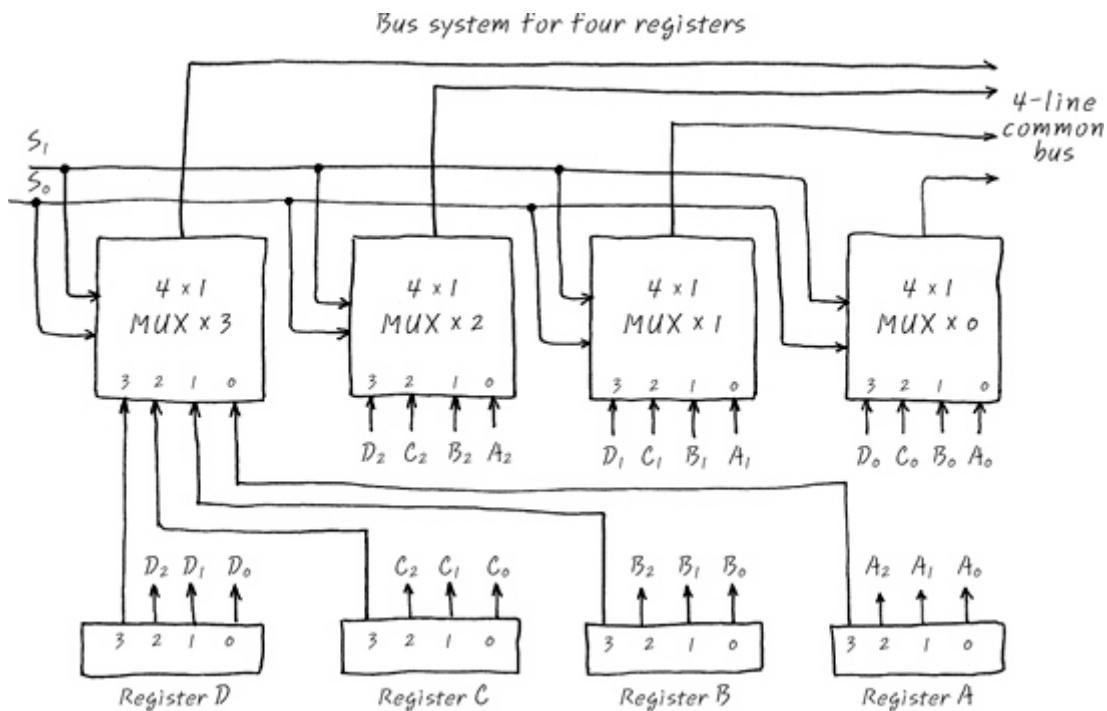 Bus system for four registers
4-line
common
bus
S₁
S₀
4 × 1
MUX × 3
3 2 1 0
4 × 1
MUX × 2
3 2 1 0
4 × 1
MUX × 1
3 2 1 0
4 × 1
MUX × 0
3 2 1 0
D₂ C₂ B₂ A₂
D₁ C₁ B₁ A₁
D₀ C₀ B₀ A₀
D₂ D₁ D₀
C₂ C₁ C₀
B₂ B₁ B₀
A₂ A₁ A₀
3 2 1 0
3 2 1 0
3 2 1 0
3 2 1 0
Register D
Register C
Register B
Register A